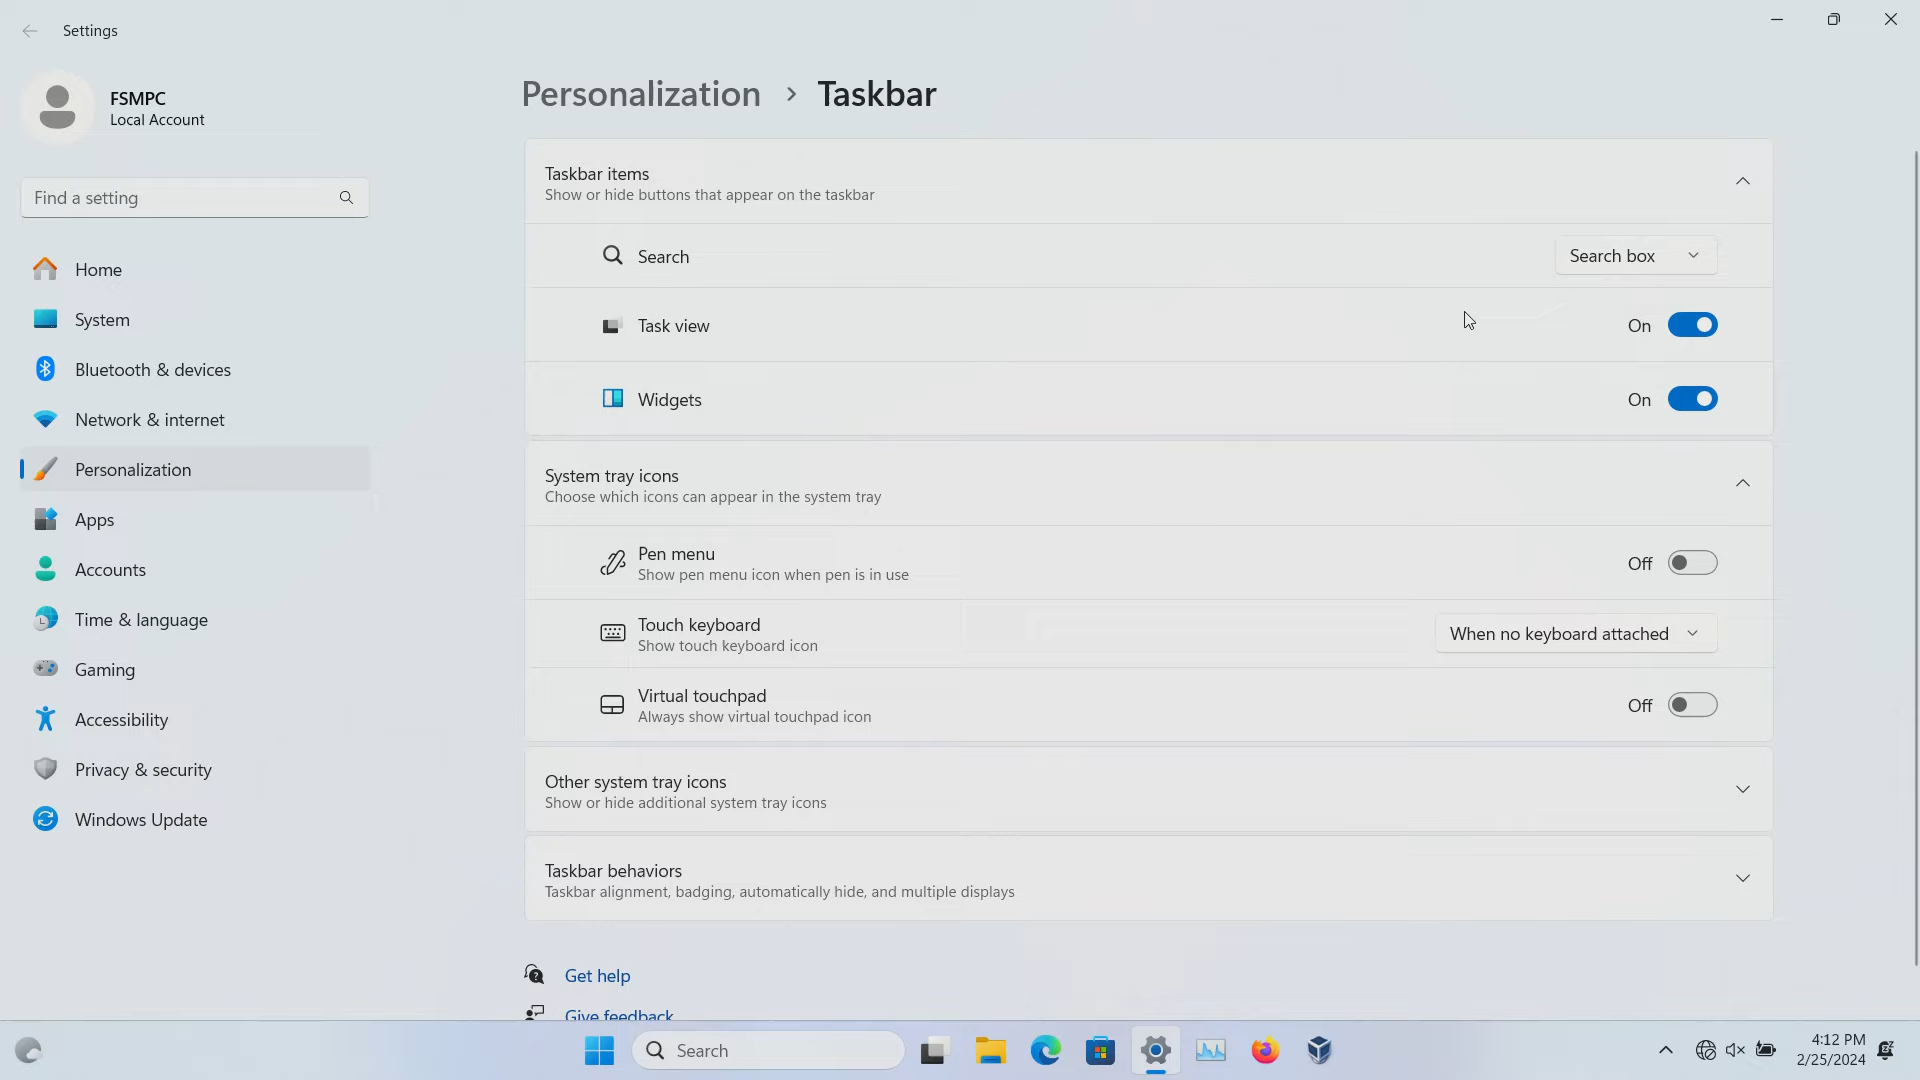 Settings
FSMPC
Local Account
Find a setting
Home
System
Bluetooth & devices
Network & internet
Personalization
Apps
Accounts
Time & language
Gaming
Accessibility
Privacy & security
Windows Update
Personalization > Taskbar
Taskbar items
Show or hide buttons that appear on the taskbar
Search
Search box
Task view
On
Widgets
On
System tray icons
Choose which icons can appear in the system tray
Pen menu
Show pen menu icon when pen is in use
Off
Touch keyboard
Show touch keyboard icon
When no keyboard attached
Virtual touchpad
Always show virtual touchpad icon
Off
Other system tray icons
Show or hide additional system tray icons
Taskbar behaviors
Taskbar alignment, badging, automatically hide, and multiple displays
Get help
Give feedback
Search
4:12 PM
2/25/2024